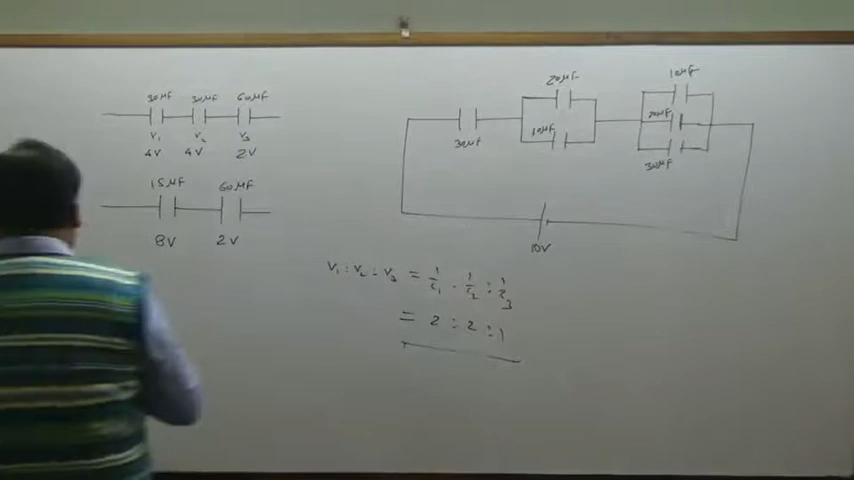 30μF 30μF 60μF
V₁ V₂ V₃
4V 4V 2V
15μF 60μF
8V 2V
20μF
10μF
30μF
10μF
20μF
30μF
10V
V₁ : V₂ : V₃ = 1/C₁ : 1/C₂ : 1/C₃
= 2 : 2 : 1